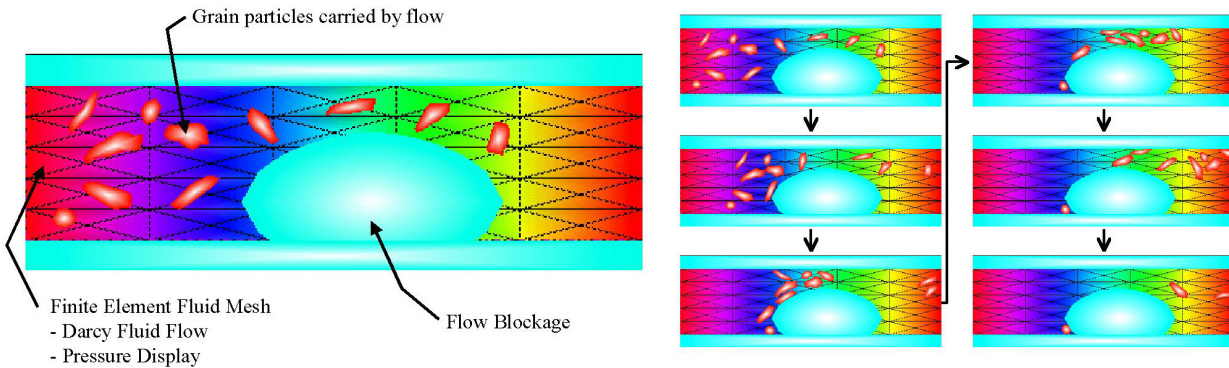 Grain particles carried by flow
Finite Element Fluid Mesh
- Darcy Fluid Flow
- Pressure Display
Flow Blockage